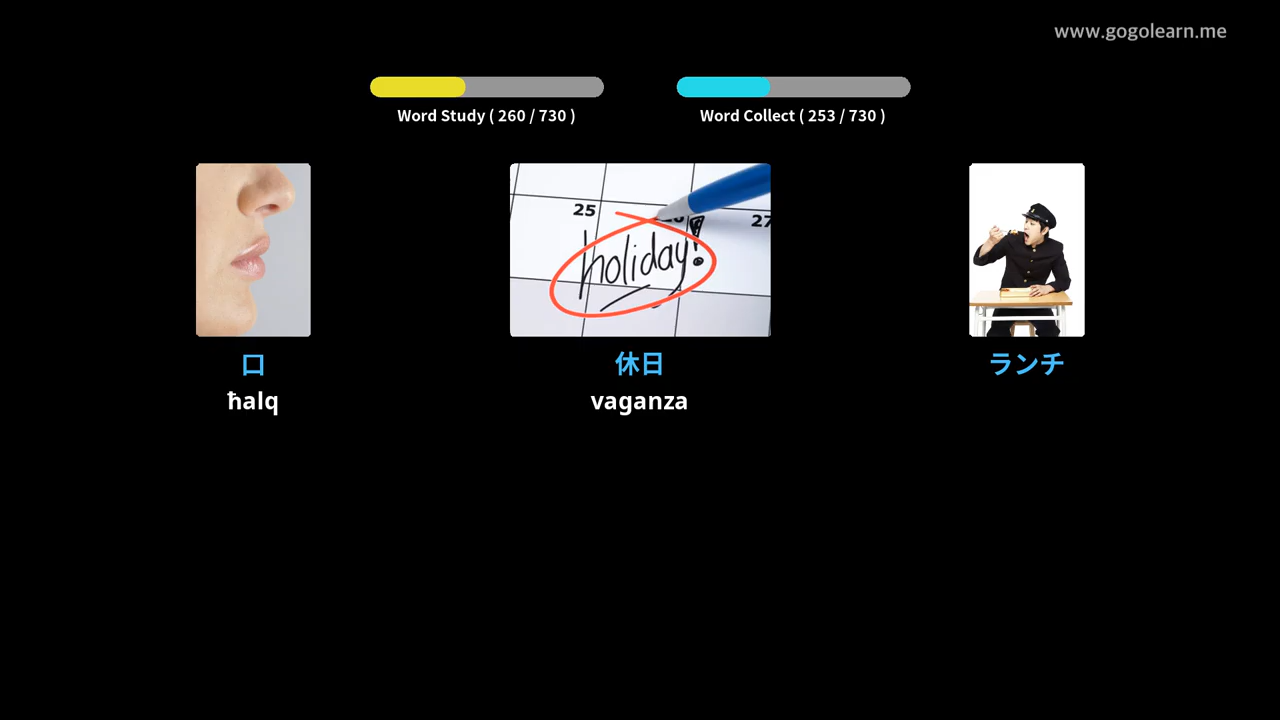 www.gogolearn.me
Word Study ( 260 / 730 )
Word Collect ( 253 / 730 )
25
27
holiday!
口
休日
ランチ
ħalq
vaganza